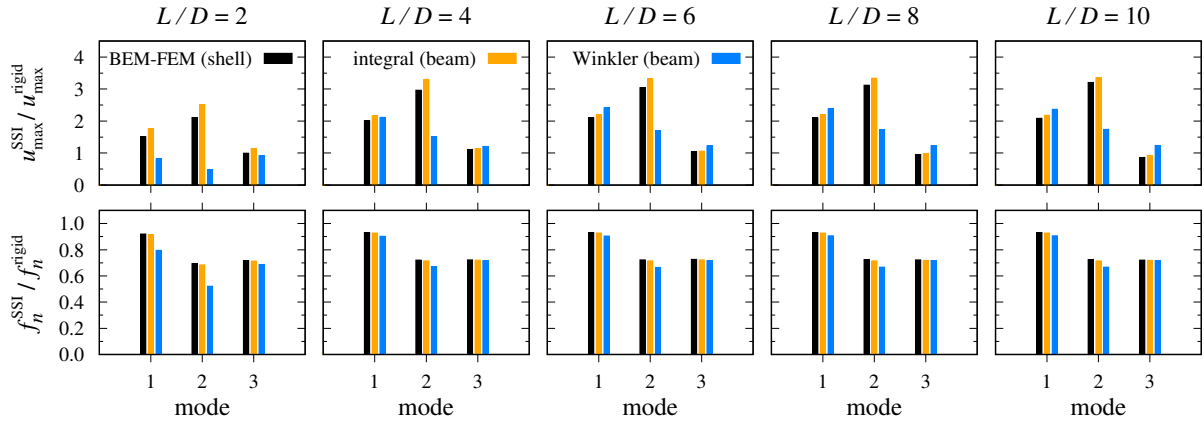 L / D = 2 L / D = 4 L / D = 6 L / D = 8 L / D = 10
u_max^SSI / u_max^rigid
4
3
2
1
0
BEM-FEM (shell) integral (beam) Winkler (beam)
f_n^SSI / f_n^rigid
1.0
0.8
0.6
0.4
0.2
0.0
1 2 3 1 2 3 1 2 3 1 2 3 1 2 3
mode mode mode mode mode